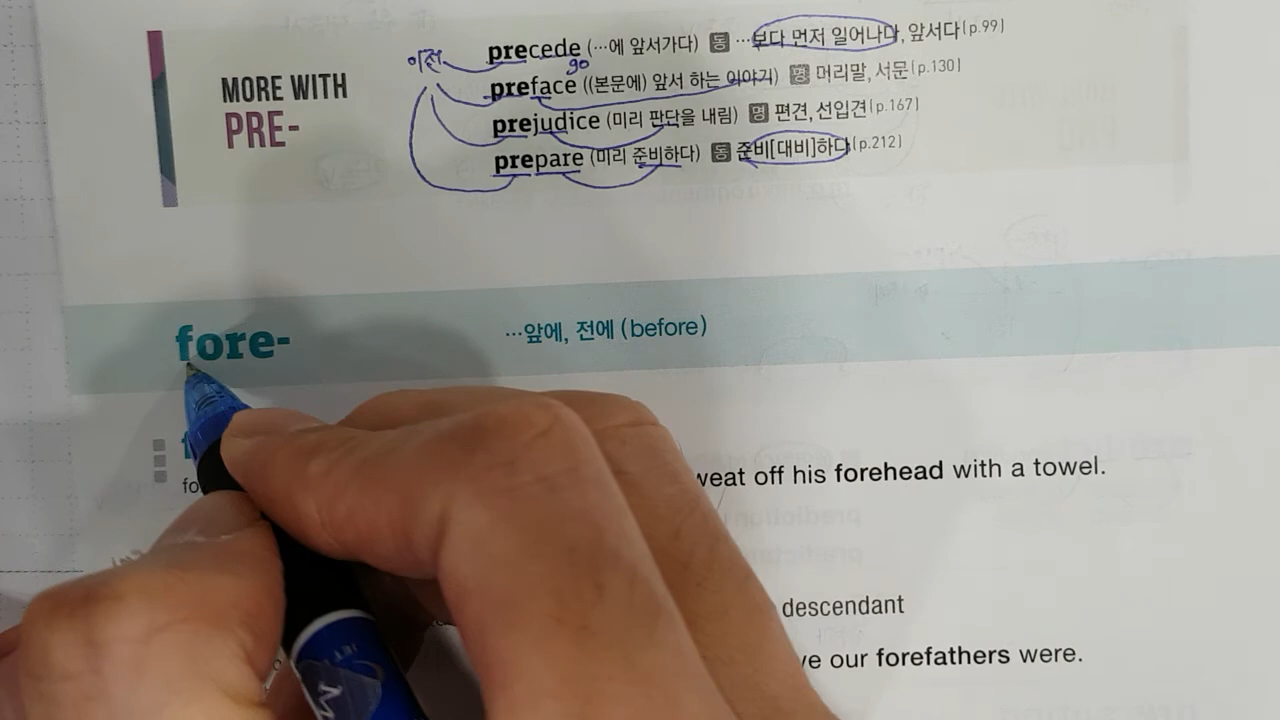 MORE WITH
PRE-
이전
precede (…에 앞서가다) 동 …보다 먼저 일어나다, 앞서다[p.99]
go
preface ((본문에) 앞서 하는 이야기) 명 머리말, 서문[p.130]
prejudice (미리 판단을 내림) 명 편견, 선입견[p.167]
prepare (미리 준비하다) 동 준비[대비]하다[p.212]
fore- …앞에, 전에 (before)
weat off his forehead with a towel.
fo
descendant
ve our forefathers were.